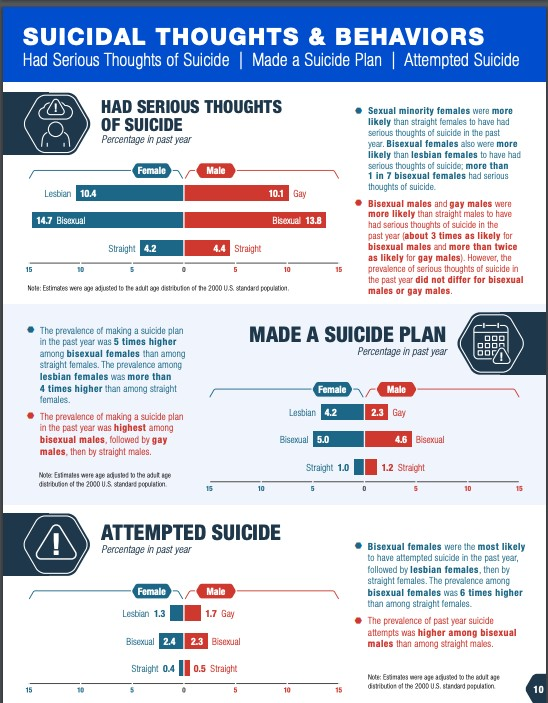 SUICIDAL THOUGHTS & BEHAVIORS
Had Serious Thoughts of Suicide | Made a Suicide Plan | Attempted Suicide
HAD SERIOUS THOUGHTS
OF SUICIDE
Percentage in past year
Female Male
Lesbian 10.4 10.1 Gay
14.7 Bisexual Bisexual 13.8
Straight 4.2 4.4 Straight
15 10 5 0 5 10 15
Note: Estimates were age adjusted to the adult age distribution of the 2000 U.S. standard population.
Sexual minority females were more
likely than straight females to have had
serious thoughts of suicide in the past
year. Bisexual females also were more
likely than lesbian females to have had
serious thoughts of suicide; more than
1 in 7 bisexual females had serious
thoughts of suicide.
Bisexual males and gay males were
more likely than straight males to have
had serious thoughts of suicide in the
past year (about 3 times as likely for
bisexual males and more than twice
as likely for gay males). However, the
prevalence of serious thoughts of suicide in
the past year did not differ for bisexual
males or gay males.
The prevalence of making a suicide plan
in the past year was 5 times higher
among bisexual females than among
straight females. The prevalence among
lesbian females was more than
4 times higher than among straight
females.
The prevalence of making a suicide plan
in the past year was highest among
bisexual males, followed by gay
males, then by straight males.
Note: Estimates were age adjusted to the adult age
distribution of the 2000 U.S. standard population.
MADE A SUICIDE PLAN
Percentage in past year
Female Male
Lesbian 4.2 2.3 Gay
Bisexual 5.0 4.6 Bisexual
Straight 1.0 1.2 Straight
15 10 5 0 5 10 15
ATTEMPTED SUICIDE
Percentage in past year
Female Male
Lesbian 1.3 1.7 Gay
Bisexual 2.4 2.3 Bisexual
Straight 0.4 0.5 Straight
15 10 5 0 5 10 15
Bisexual females were the most likely
to have attempted suicide in the past year,
followed by lesbian females, then by
straight females. The prevalence among
bisexual females was 6 times higher
than among straight females.
The prevalence of past year suicide
attempts was higher among bisexual
males than among straight males.
Note: Estimates were age adjusted to the adult age
distribution of the 2000 U.S. standard population.
10